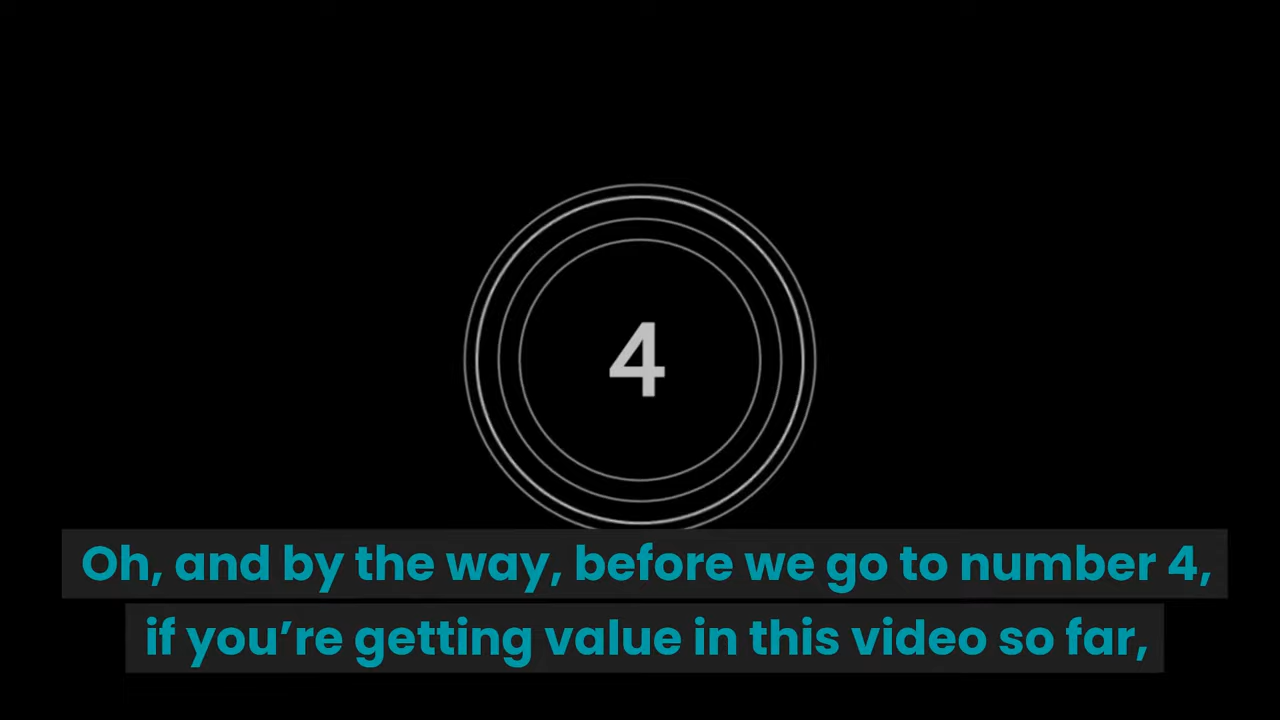 4
Oh, and by the way, before we go to number 4,
if you’re getting value in this video so far,